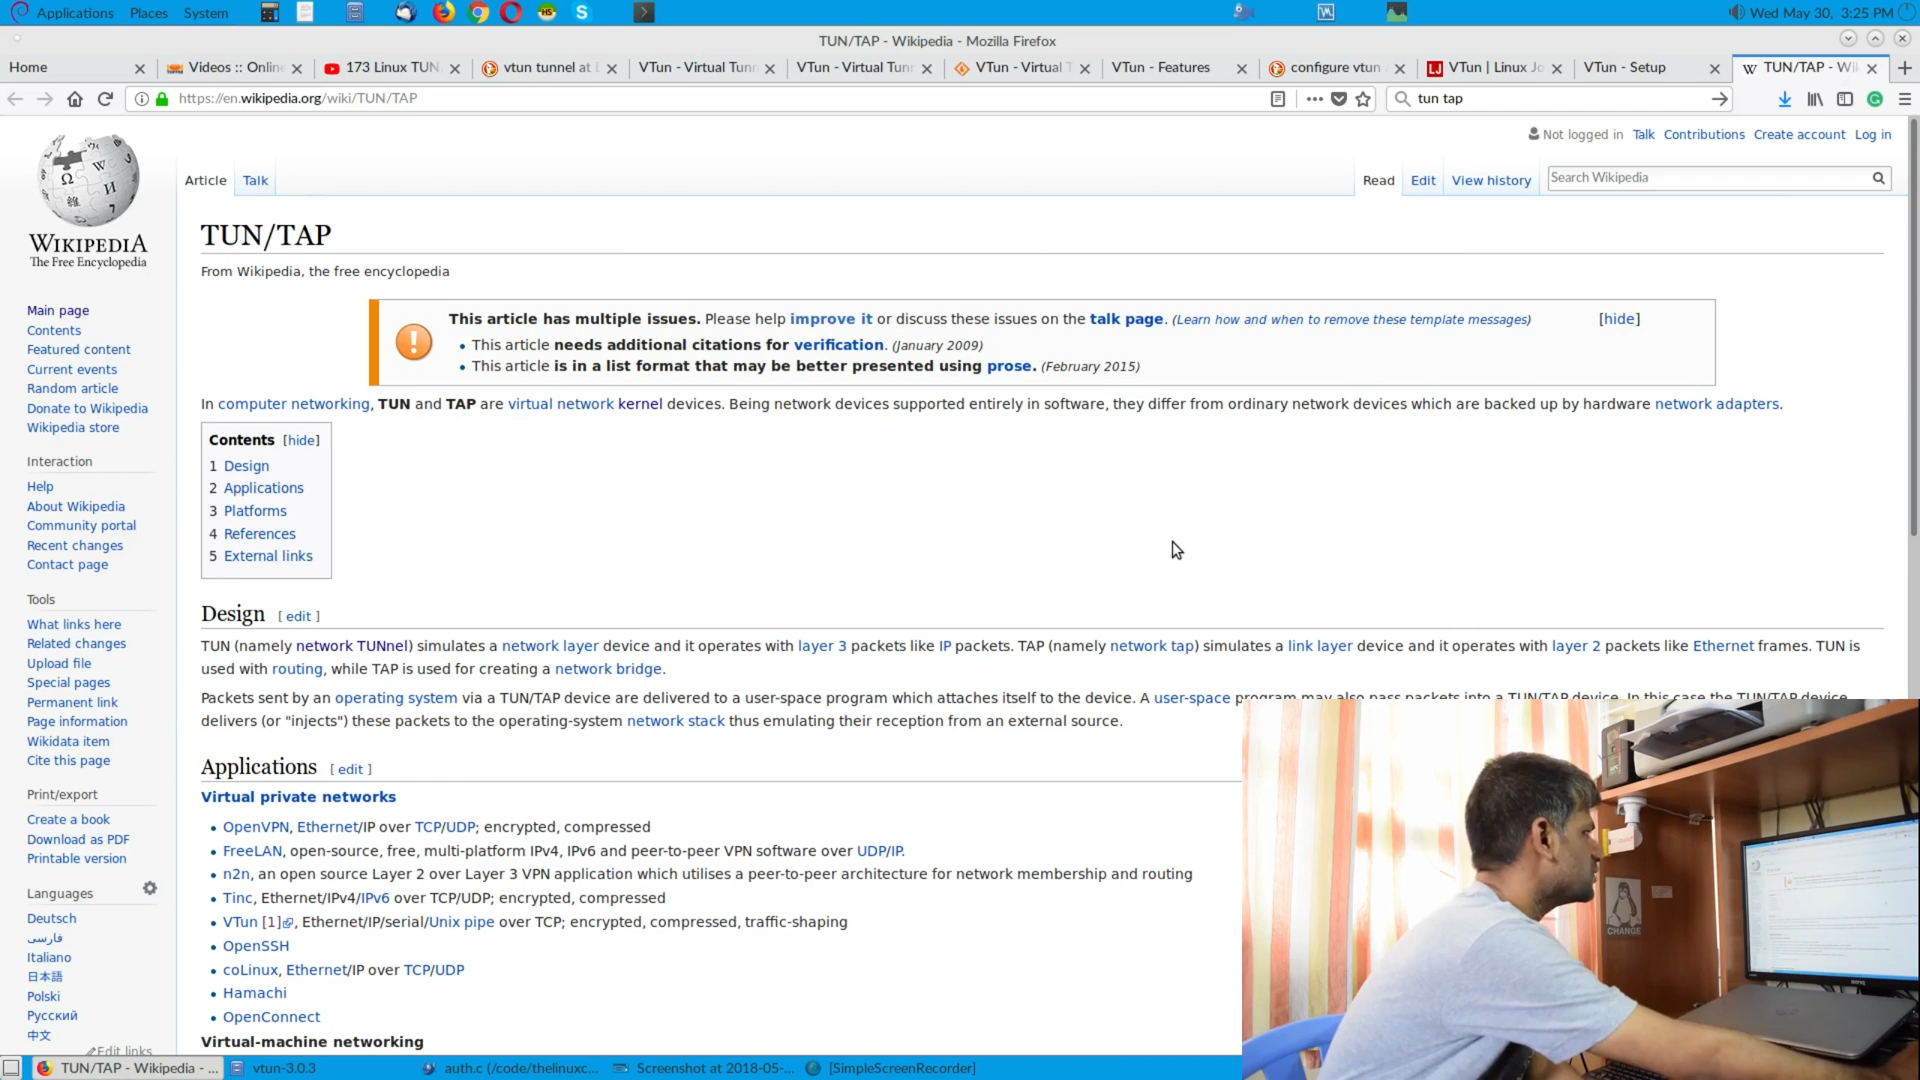 Applications Places System
Wed May 30, 3:25 PM
TUN/TAP - Wikipedia - Mozilla Firefox
Home
Videos :: Online
173 Linux TUN
vtun tunnel at
VTun - Virtual Tunn
VTun - Virtual Tunn
VTun - Virtual T
VTun - Features
configure vtun
LJ VTun | Linux Jo
VTun - Setup
W TUN/TAP - Wi
https://en.wikipedia.org/wiki/TUN/TAP
tun tap
Not logged in Talk Contributions Create account Log in
Article Talk
Read Edit View history
Search Wikipedia
WIKIPEDIA
The Free Encyclopedia
Main page
Contents
Featured content
Current events
Random article
Donate to Wikipedia
Wikipedia store
Interaction
Help
About Wikipedia
Community portal
Recent changes
Contact page
Tools
What links here
Related changes
Upload file
Special pages
Permanent link
Page information
Wikidata item
Cite this page
Print/export
Create a book
Download as PDF
Printable version
Languages
Deutsch
فارسی
Italiano
日本語
Polski
Русский
中文
Edit links
TUN/TAP
From Wikipedia, the free encyclopedia
This article has multiple issues. Please help improve it or discuss these issues on the talk page. (Learn how and when to remove these template messages) [hide]
• This article needs additional citations for verification. (January 2009)
• This article is in a list format that may be better presented using prose. (February 2015)
In computer networking, TUN and TAP are virtual network kernel devices. Being network devices supported entirely in software, they differ from ordinary network devices which are backed up by hardware network adapters.
Contents [hide]
1 Design
2 Applications
3 Platforms
4 References
5 External links
Design [ edit ]
TUN (namely network TUNnel) simulates a network layer device and it operates with layer 3 packets like IP packets. TAP (namely network tap) simulates a link layer device and it operates with layer 2 packets like Ethernet frames. TUN is
used with routing, while TAP is used for creating a network bridge.
Packets sent by an operating system via a TUN/TAP device are delivered to a user-space program which attaches itself to the device. A user-space program may also pass packets into a TUN/TAP device. In this case the TUN/TAP device
delivers (or "injects") these packets to the operating-system network stack thus emulating their reception from an external source.
Applications [ edit ]
Virtual private networks
• OpenVPN, Ethernet/IP over TCP/UDP; encrypted, compressed
• FreeLAN, open-source, free, multi-platform IPv4, IPv6 and peer-to-peer VPN software over UDP/IP.
• n2n, an open source Layer 2 over Layer 3 VPN application which utilises a peer-to-peer architecture for network membership and routing
• Tinc, Ethernet/IPv4/IPv6 over TCP/UDP; encrypted, compressed
• VTun [1], Ethernet/IP/serial/Unix pipe over TCP; encrypted, compressed, traffic-shaping
• OpenSSH
• coLinux, Ethernet/IP over TCP/UDP
• Hamachi
• OpenConnect
Virtual-machine networking
CHANGE
TUN/TAP - Wikipedia - ...
vtun-3.0.3
auth.c (/code/thelinuxc...
Screenshot at 2018-05-...
[SimpleScreenRecorder]